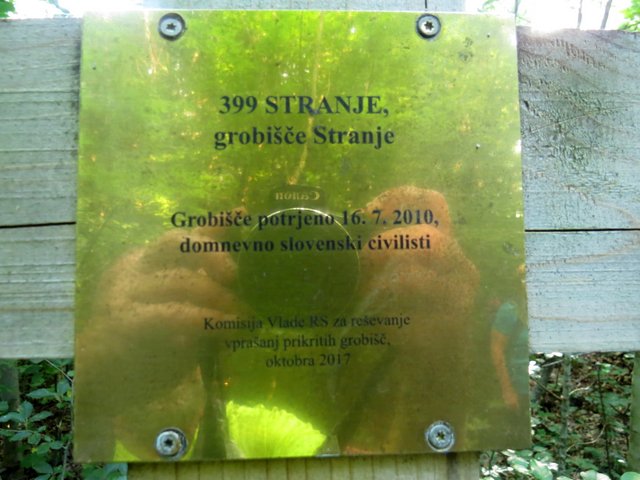 399 STRANJE,
grobišče Stranje
Canon
Grobišče potrjeno 16. 7. 2010,
domnevno slovenski civilisti
Komisija Vlade RS za reševanje
vprašanj prikritih grobišč,
oktobra 2017